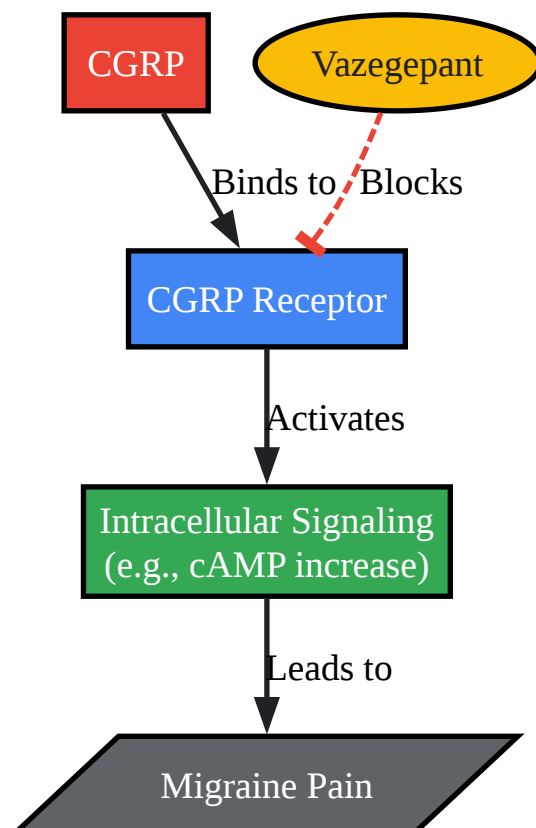 CGRP
Vazegepant
Binds to
Blocks
CGRP Receptor
Activates
Intracellular Signaling
(e.g., cAMP increase)
Leads to
Migraine Pain